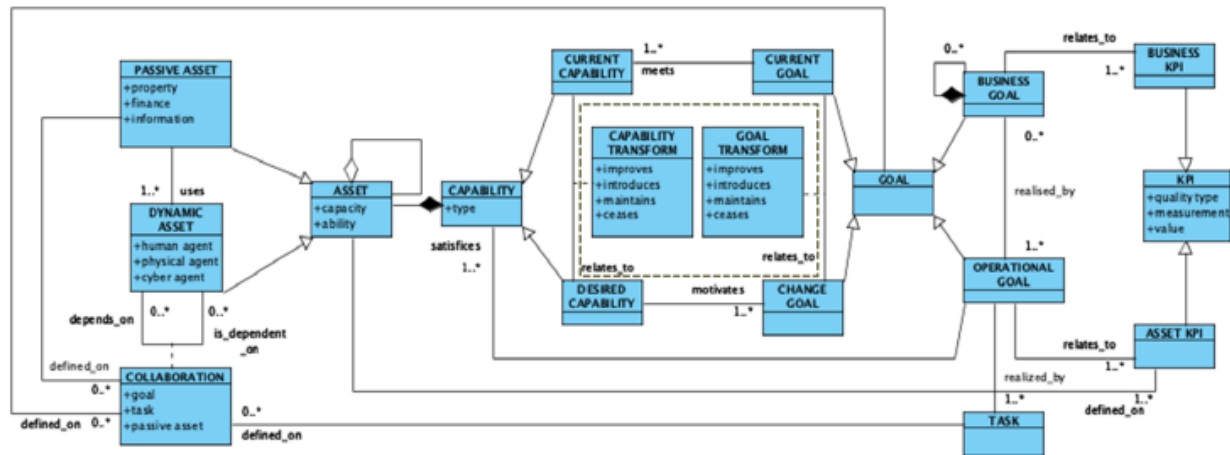 PASSIVE ASSET
+property
+finance
+information
1..*
uses
DYNAMIC
ASSET
+human agent
+physical agent
+cyber agent
0..*
0..*
depends_on
is_dependent
_on
defined_on
0..*
COLLABORATION
+goal
+task
+passive asset
defined_on
0..*
0..*
defined_on
ASSET
+capacity
+ability
CAPABILITY
+type
satisfices
1..*
CURRENT
CAPABILITY
1..*
meets
CURRENT
GOAL
CAPABILITY
TRANSFORM
+improves
+introduces
+maintains
+ceases
GOAL
TRANSFORM
+improves
+introduces
+maintains
+ceases
relates_to
relates_to
DESIRED
CAPABILITY
motivates
1..*
CHANGE
GOAL
GOAL
0..*
BUSINESS
GOAL
0..*
relates_to
1..*
BUSINESS
KPI
realised_by
1..*
KPI
+quality type
+measurement
+value
OPERATIONAL
GOAL
relates_to
1..*
ASSET KPI
realized_by
1..*
1..*
defined_on
TASK